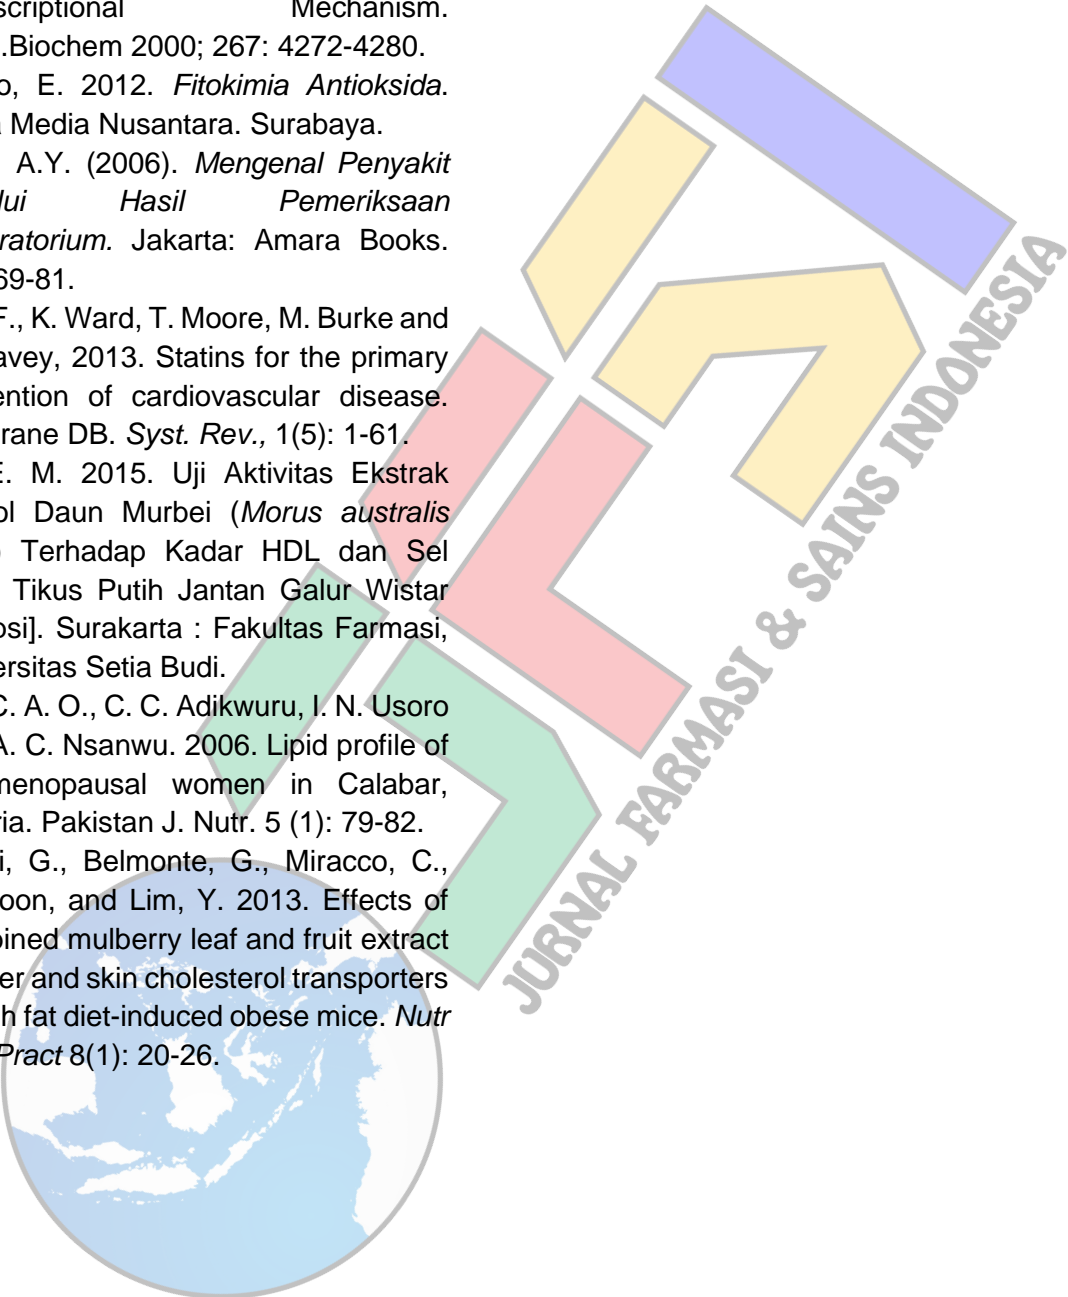 scriptional Mechanism.
.Biochem 2000; 267: 4272-4280.
o, E. 2012. Fitokimia Antioksida.
a Media Nusantara. Surabaya.
A.Y. (2006). Mengenal Penyakit
lui Hasil Pemeriksaan
ratorium. Jakarta: Amara Books.
69-81.
F., K. Ward, T. Moore, M. Burke and
avey, 2013. Statins for the primary
ention of cardiovascular disease.
rane DB. Syst. Rev., 1(5): 1-61.
E. M. 2015. Uji Aktivitas Ekstrak
ol Daun Murbei (Morus australis
) Terhadap Kadar HDL dan Sel
Tikus Putih Jantan Galur Wistar
osi]. Surakarta : Fakultas Farmasi,
ersitas Setia Budi.
C. A. O., C. C. Adikwuru, I. N. Usoro
A. C. Nsanwu. 2006. Lipid profile of
menopausal women in Calabar,
ria. Pakistan J. Nutr. 5 (1): 79-82.
i, G., Belmonte, G., Miracco, C.,
oon, and Lim, Y. 2013. Effects of
bined mulberry leaf and fruit extract
er and skin cholesterol transporters
h fat diet-induced obese mice. Nutr
Pract 8(1): 20-26.
JURNAL FARMASI & SAINS INDONESIA